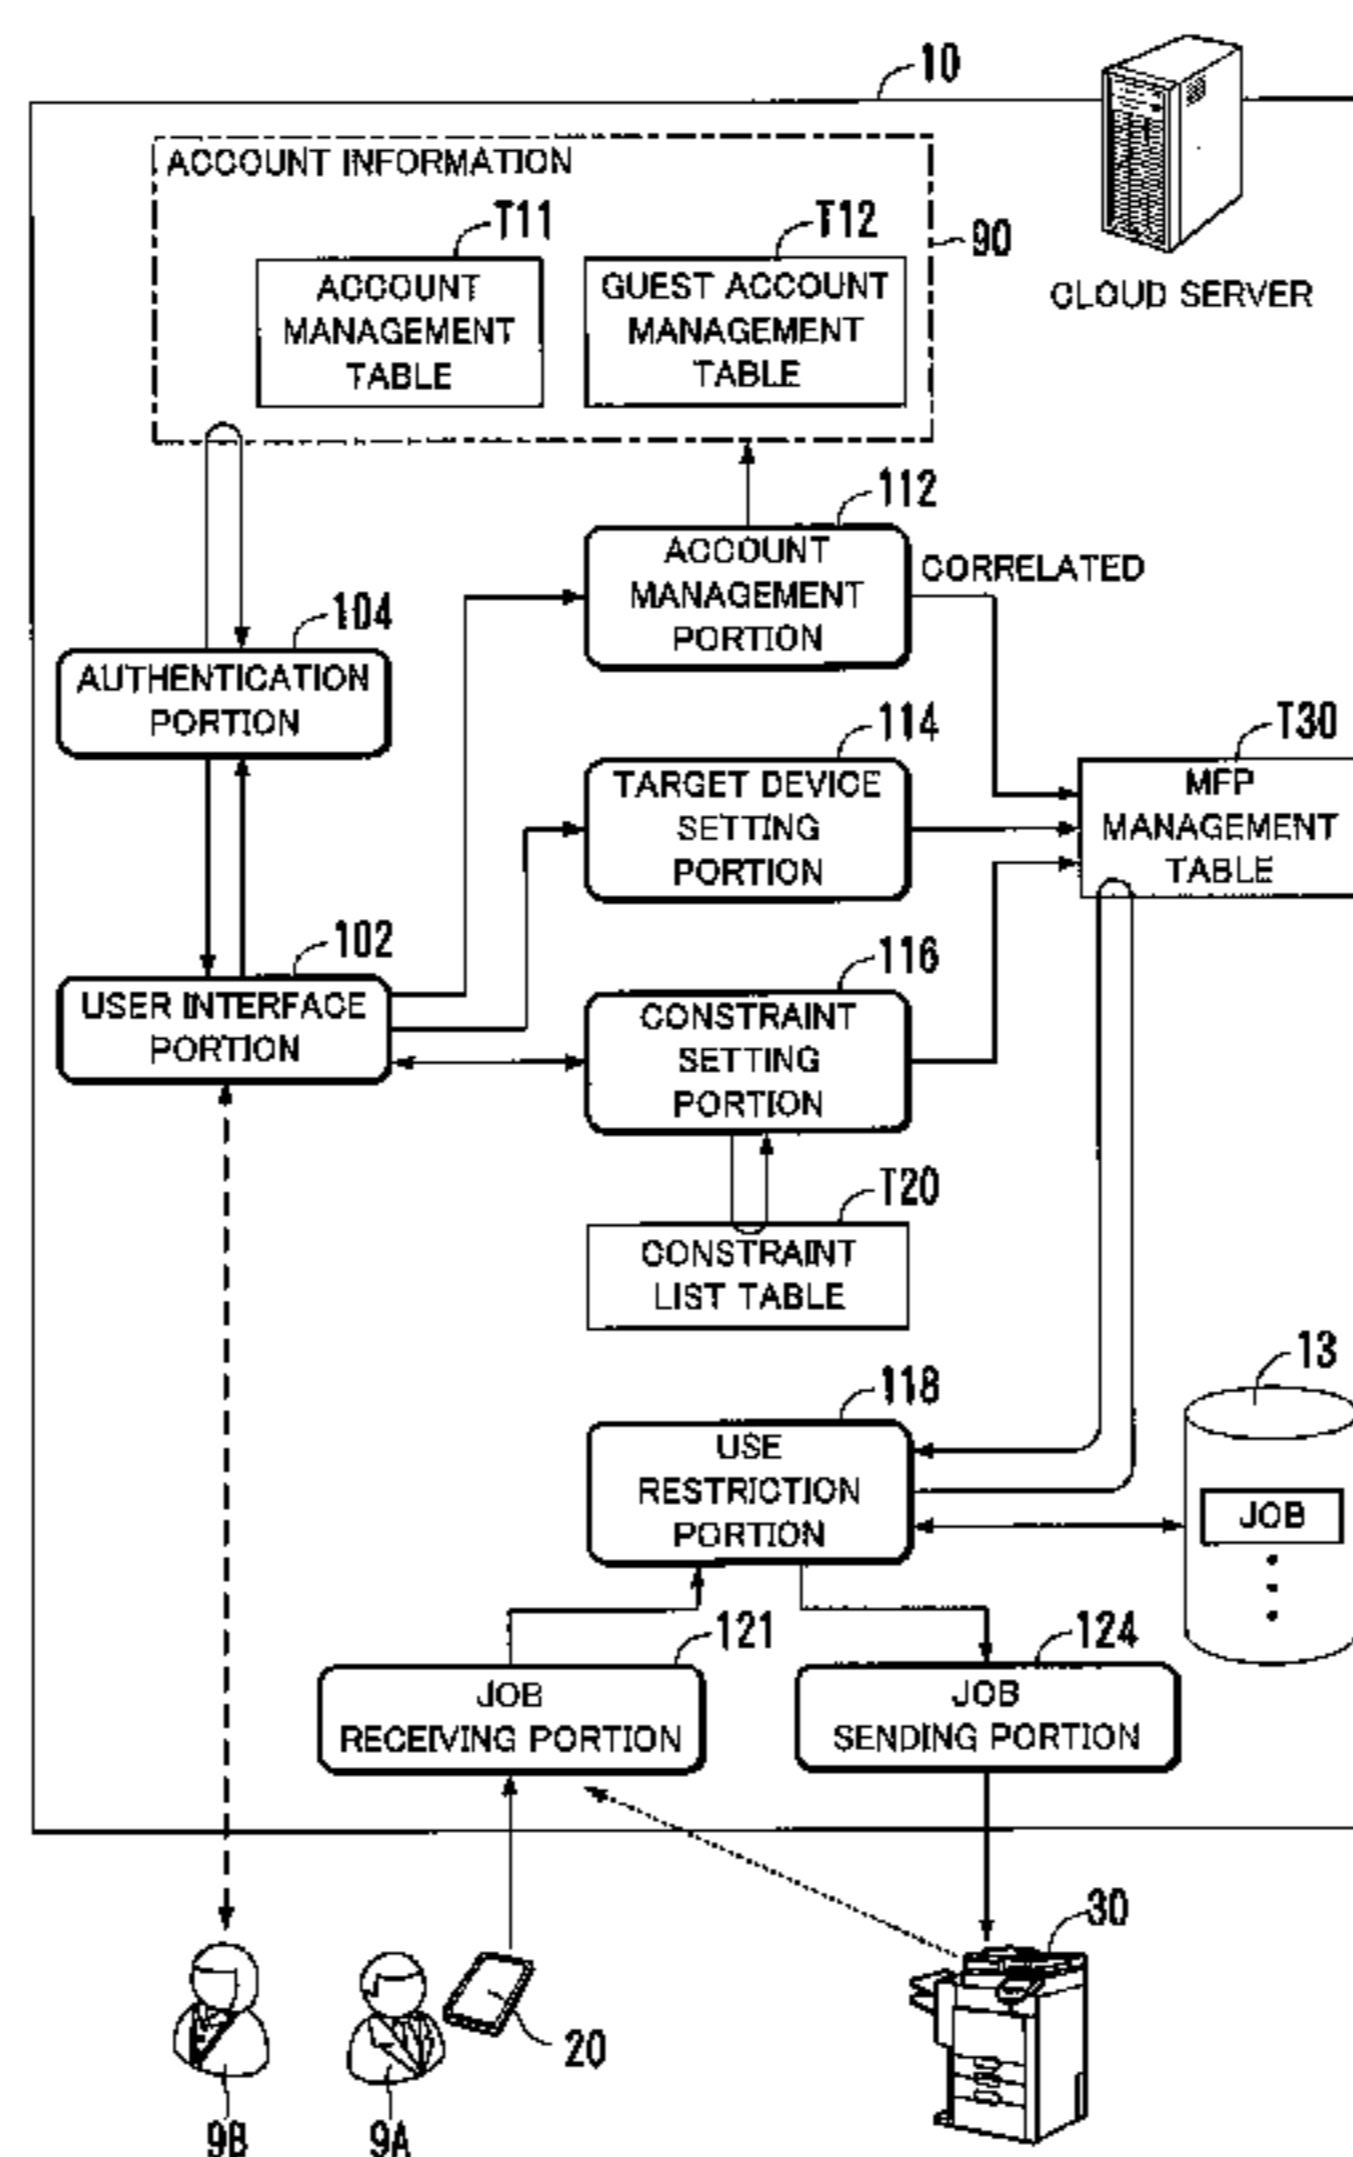 10
ACCOUNT INFORMATION
T11
T12
90
ACCOUNT
MANAGEMENT
TABLE
GUEST ACCOUNT
MANAGEMENT
TABLE
CLOUD SERVER
112
ACCOUNT
MANAGEMENT
PORTION
CORRELATED
104
AUTHENTICATION
PORTION
114
TARGET DEVICE
SETTING
PORTION
T30
MFP
MANAGEMENT
TABLE
102
USER INTERFACE
PORTION
116
CONSTRAINT
SETTING
PORTION
T20
CONSTRAINT
LIST TABLE
118
USE
RESTRICTION
PORTION
13
JOB
121
JOB
RECEIVING PORTION
124
JOB
SENDING PORTION
30
20
9B
9A